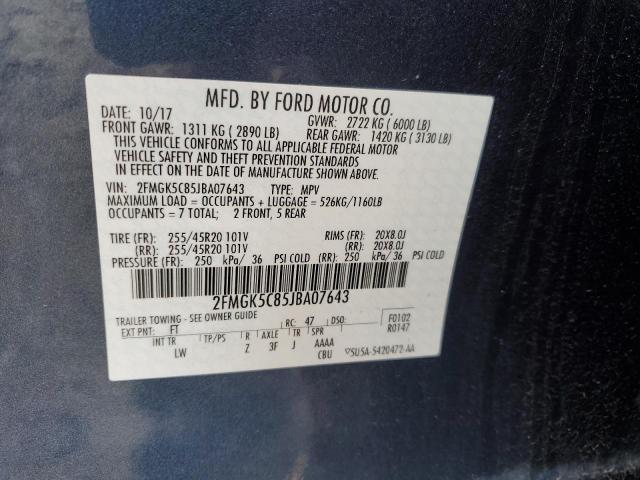 MFD. BY FORD MOTOR CO.
DATE: 10/17 GVWR: 2722 KG ( 6000 LB)
FRONT GAWR: 1311 KG ( 2890 LB) REAR GAWR: 1420 KG ( 3130 LB)
THIS VEHICLE CONFORMS TO ALL APPLICABLE FEDERAL MOTOR
VEHICLE SAFETY AND THEFT PREVENTION STANDARDS
IN EFFECT ON THE DATE OF MANUFACTURE SHOWN ABOVE.
VIN: 2FMGK5C85JBA07643 TYPE: MPV
MAXIMUM LOAD = OCCUPANTS + LUGGAGE = 526KG/1160LB
OCCUPANTS = 7 TOTAL; 2 FRONT, 5 REAR
TIRE (FR): 255/45R20 101V RIMS (FR): 20X8.0J
(RR): 255/45R20 101V (RR): 20X8.0J
PRESSURE (FR): 250 kPa/ 36 PSI COLD (RR): 250 kPa/ 36 PSI COLD
2FMGK5C85JBA07643
TRAILER TOWING - SEE OWNER GUIDE
EXT PNT: FT RC: 47 DSO: F0102
INT TR TP/PS R AXLE TR SPR R0147
LW Z 3F J AAAA
CBU 5U5A-5420472-AA